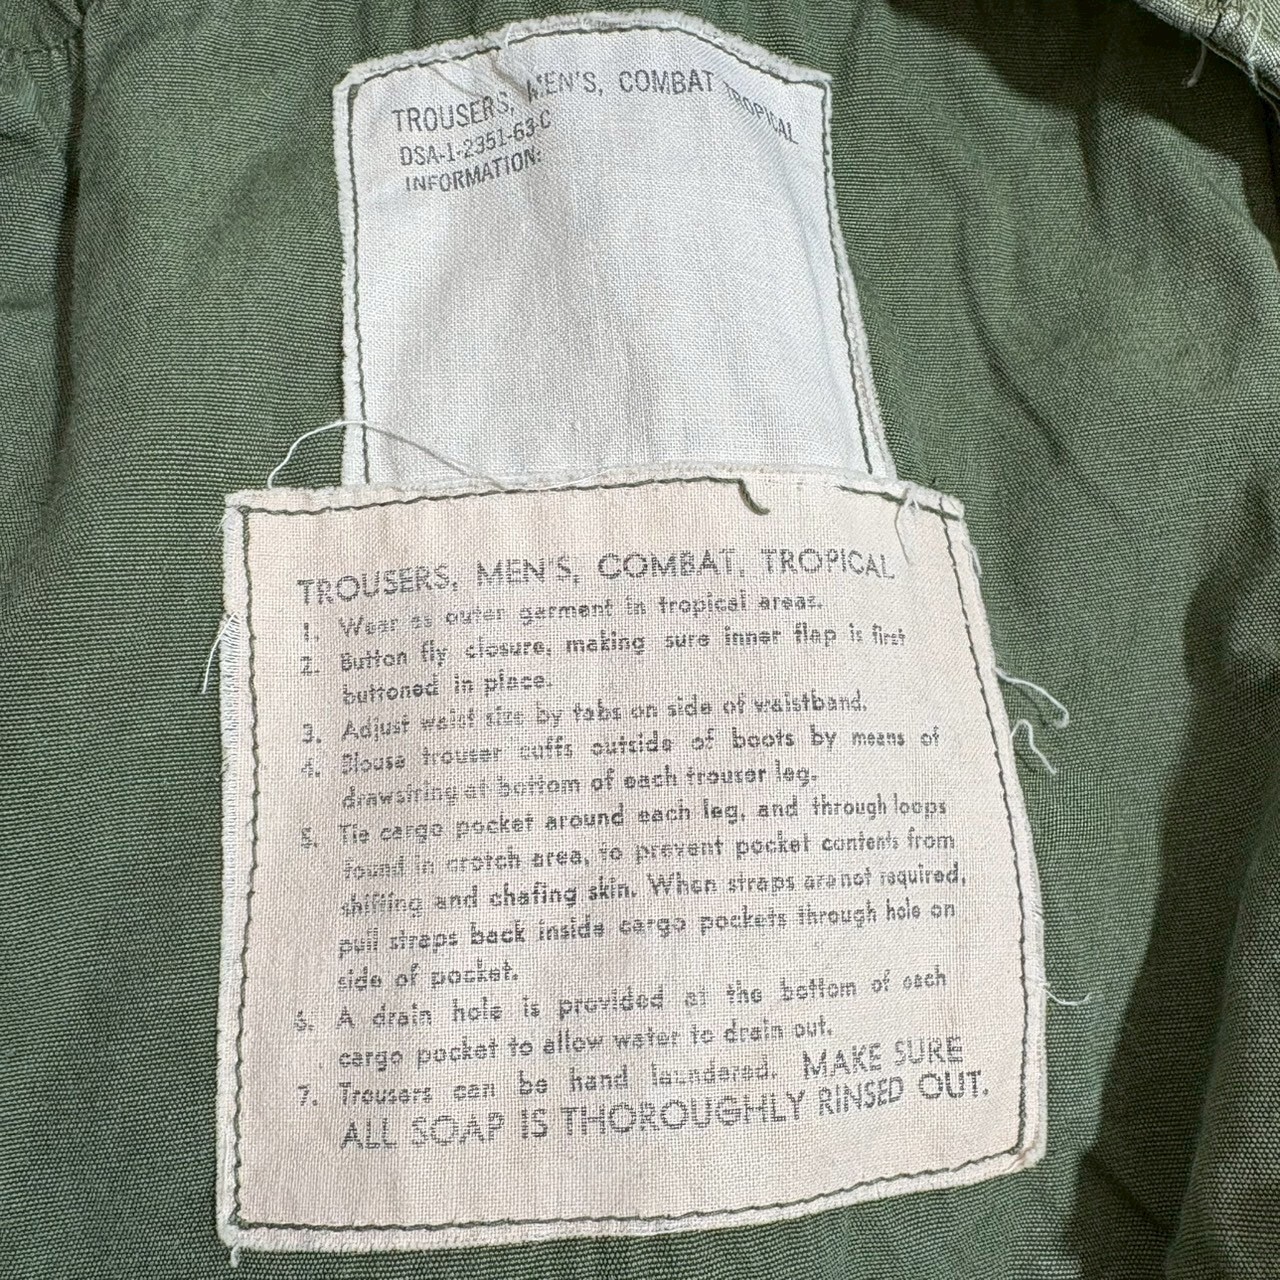 TROUSERS, MEN'S, COMBAT TROPICAL
DSA-1-2351-63-C
INFORMATION:
TROUSERS, MEN'S, COMBAT, TROPICAL
1. Wear as outer garment in tropical areas.
2. Button fly closure, making sure inner flap is first
buttoned in place.
3. Adjust waist size by tabs on side of waistband.
4. Blouse trouser cuffs outside of boots by means of
drawstring at bottom of each trouser leg.
5. Tie cargo pocket around each leg, and through loops
found in crotch area, to prevent pocket contents from
shifting and chafing skin. When straps are not required,
pull straps back inside cargo pockets through hole on
side of pocket.
6. A drain hole is provided at the bottom of each
cargo pocket to allow water to drain out.
7. Trousers can be hand laundered. MAKE SURE
ALL SOAP IS THOROUGHLY RINSED OUT.